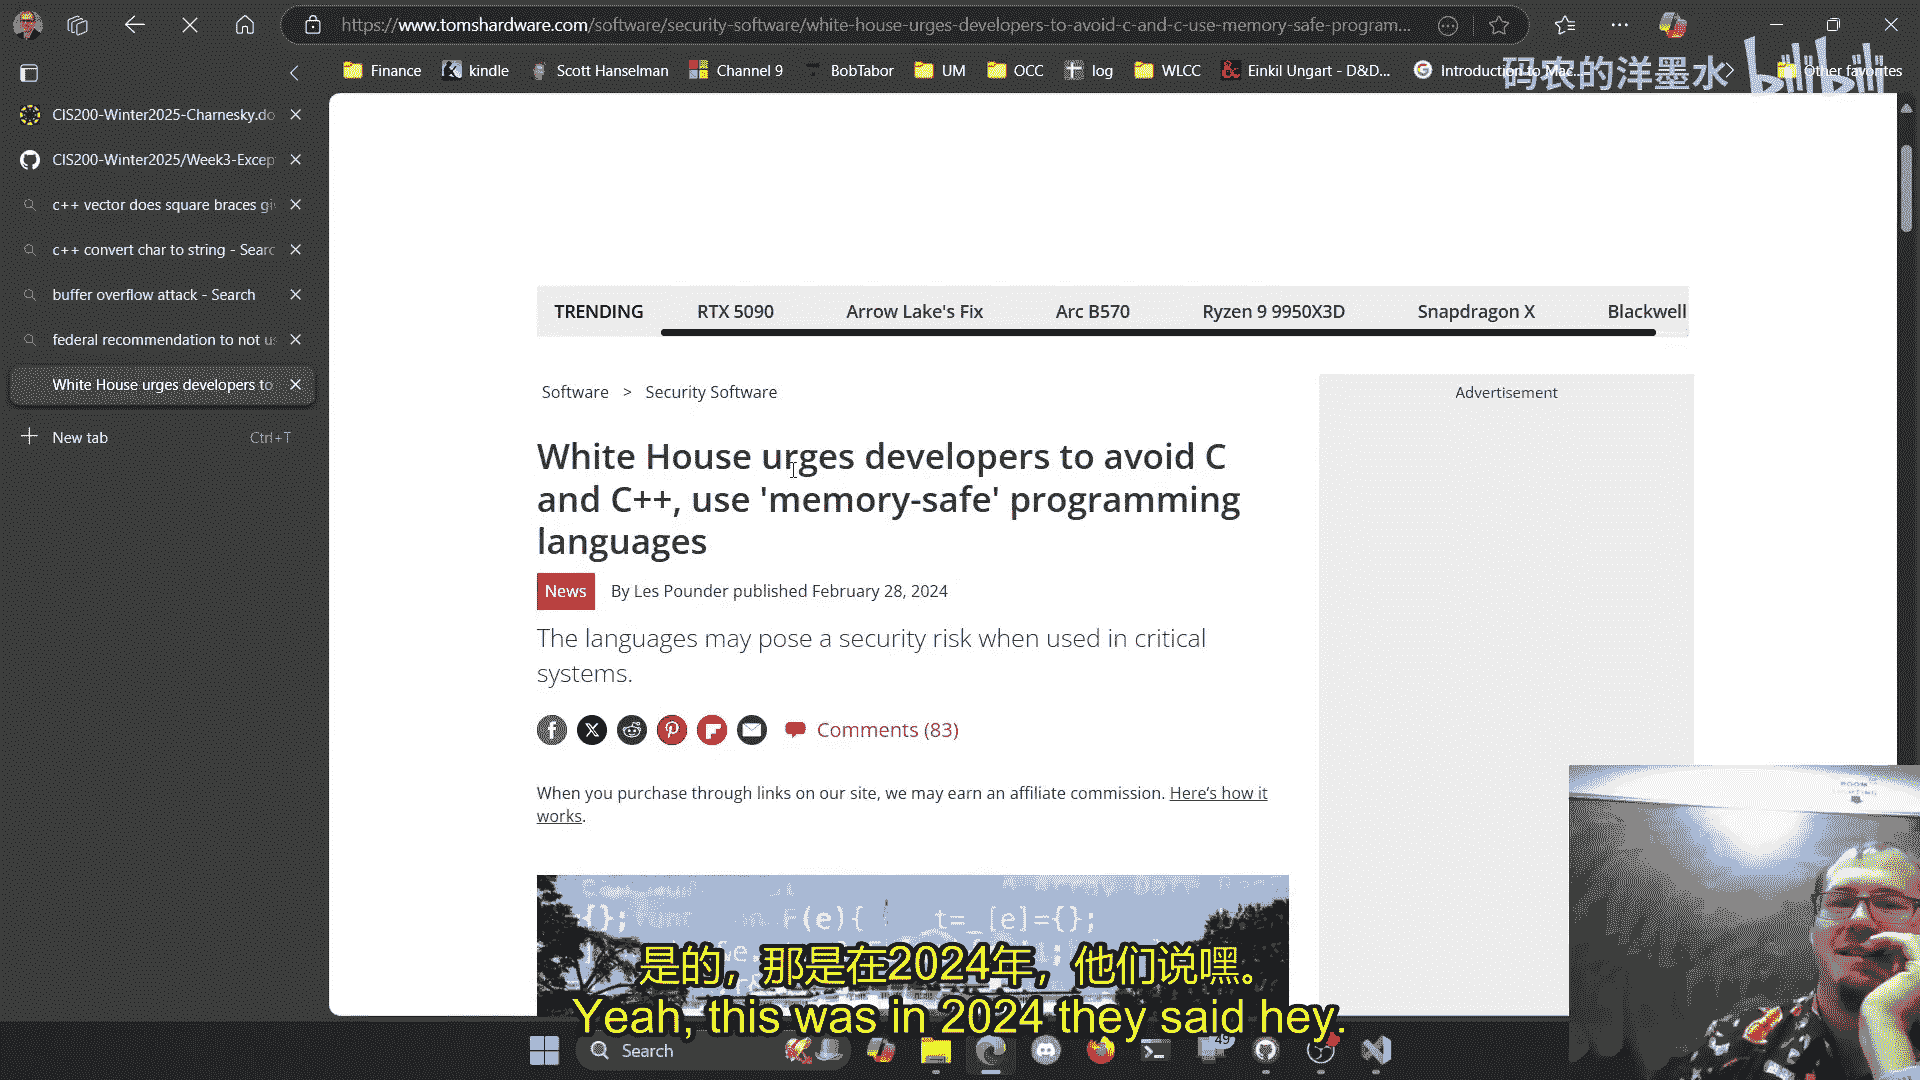 https://www.tomshardware.com/software/security-software/white-house-urges-developers-to-avoid-c-and-c-use-memory-safe-program...
Finance
kindle
Scott Hanselman
Channel 9
BobTabor
UM
OCC
log
WLCC
Einkil Ungart - D&D...
Introduction to Mac...
Other favorites
码农的洋墨水
bilibili
CIS200-Winter2025-Charnesky.do
CIS200-Winter2025/Week3-Excep
c++ vector does square braces gi
c++ convert char to string - Searc
buffer overflow attack - Search
federal recommendation to not us
White House urges developers to
New tab Ctrl+T
TRENDING RTX 5090 Arrow Lake's Fix Arc B570 Ryzen 9 9950X3D Snapdragon X Blackwell
Software > Security Software
Advertisement
White House urges developers to avoid C
and C++, use 'memory-safe' programming
languages
News By Les Pounder published February 28, 2024
The languages may pose a security risk when used in critical
systems.
Comments (83)
When you purchase through links on our site, we may earn an affiliate commission. Here's how it
works.
{}; F(e){ t=_[e]={};
是的，那是在2024年，他们说嘿。
Yeah, this was in 2024 they said hey.
Search
49